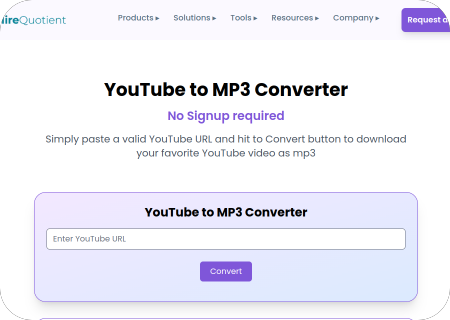 ireQuotient
Products ▸ Solutions ▸ Tools ▸ Resources ▸ Company ▸ Request a
YouTube to MP3 Converter
No Signup required
Simply paste a valid YouTube URL and hit to Convert button to download
your favorite YouTube video as mp3
YouTube to MP3 Converter
Enter YouTube URL
Convert